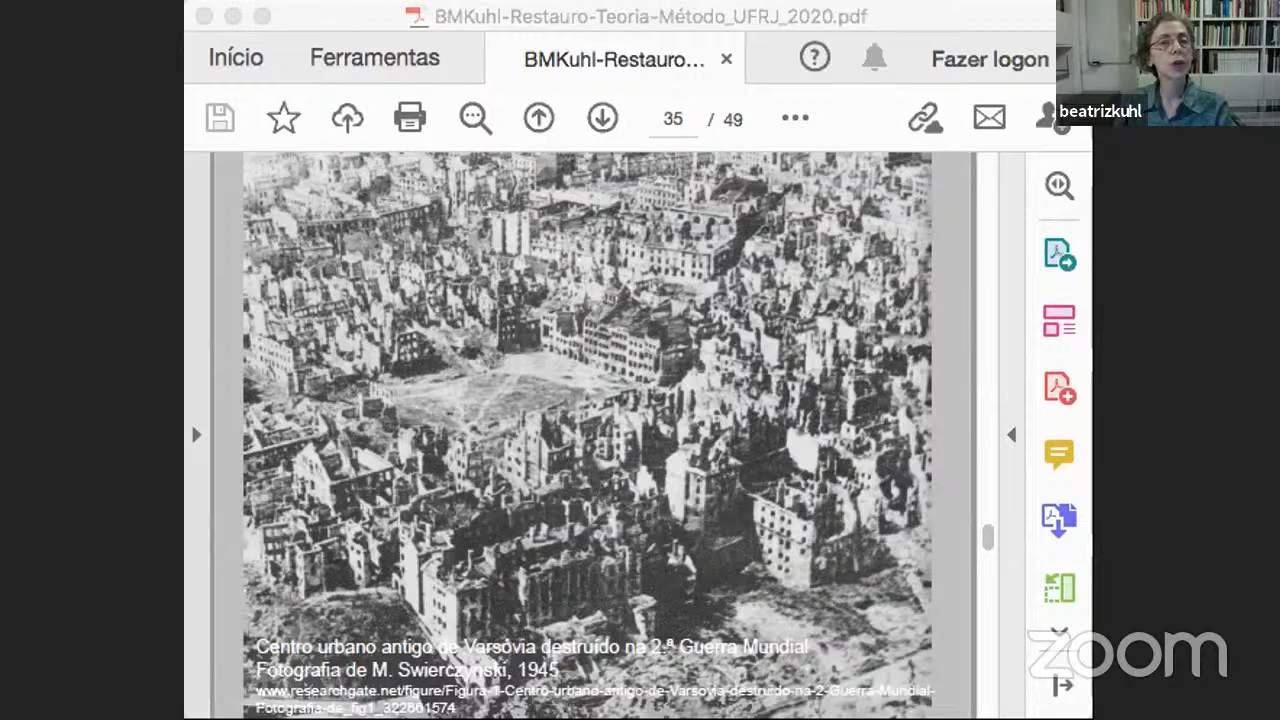 BMKuhl-Restauro-Teoria-Método_UFRJ_2020.pdf
Início Ferramentas BMKuhl-Restauro... × ? Fazer logon
beatrizkuhl
35 / 49
Centro urbano antigo de Varsóvia destruído na 2.ª Guerra Mundial
Fotografia de M. Swierczynski, 1945
www.researchgate.net/figure/Figura-1-Centro-urbano-antigo-de-Varsovia-destruido-na-2-Guerra-Mundial-
Fotografia-de_fig1_322861574
zoom